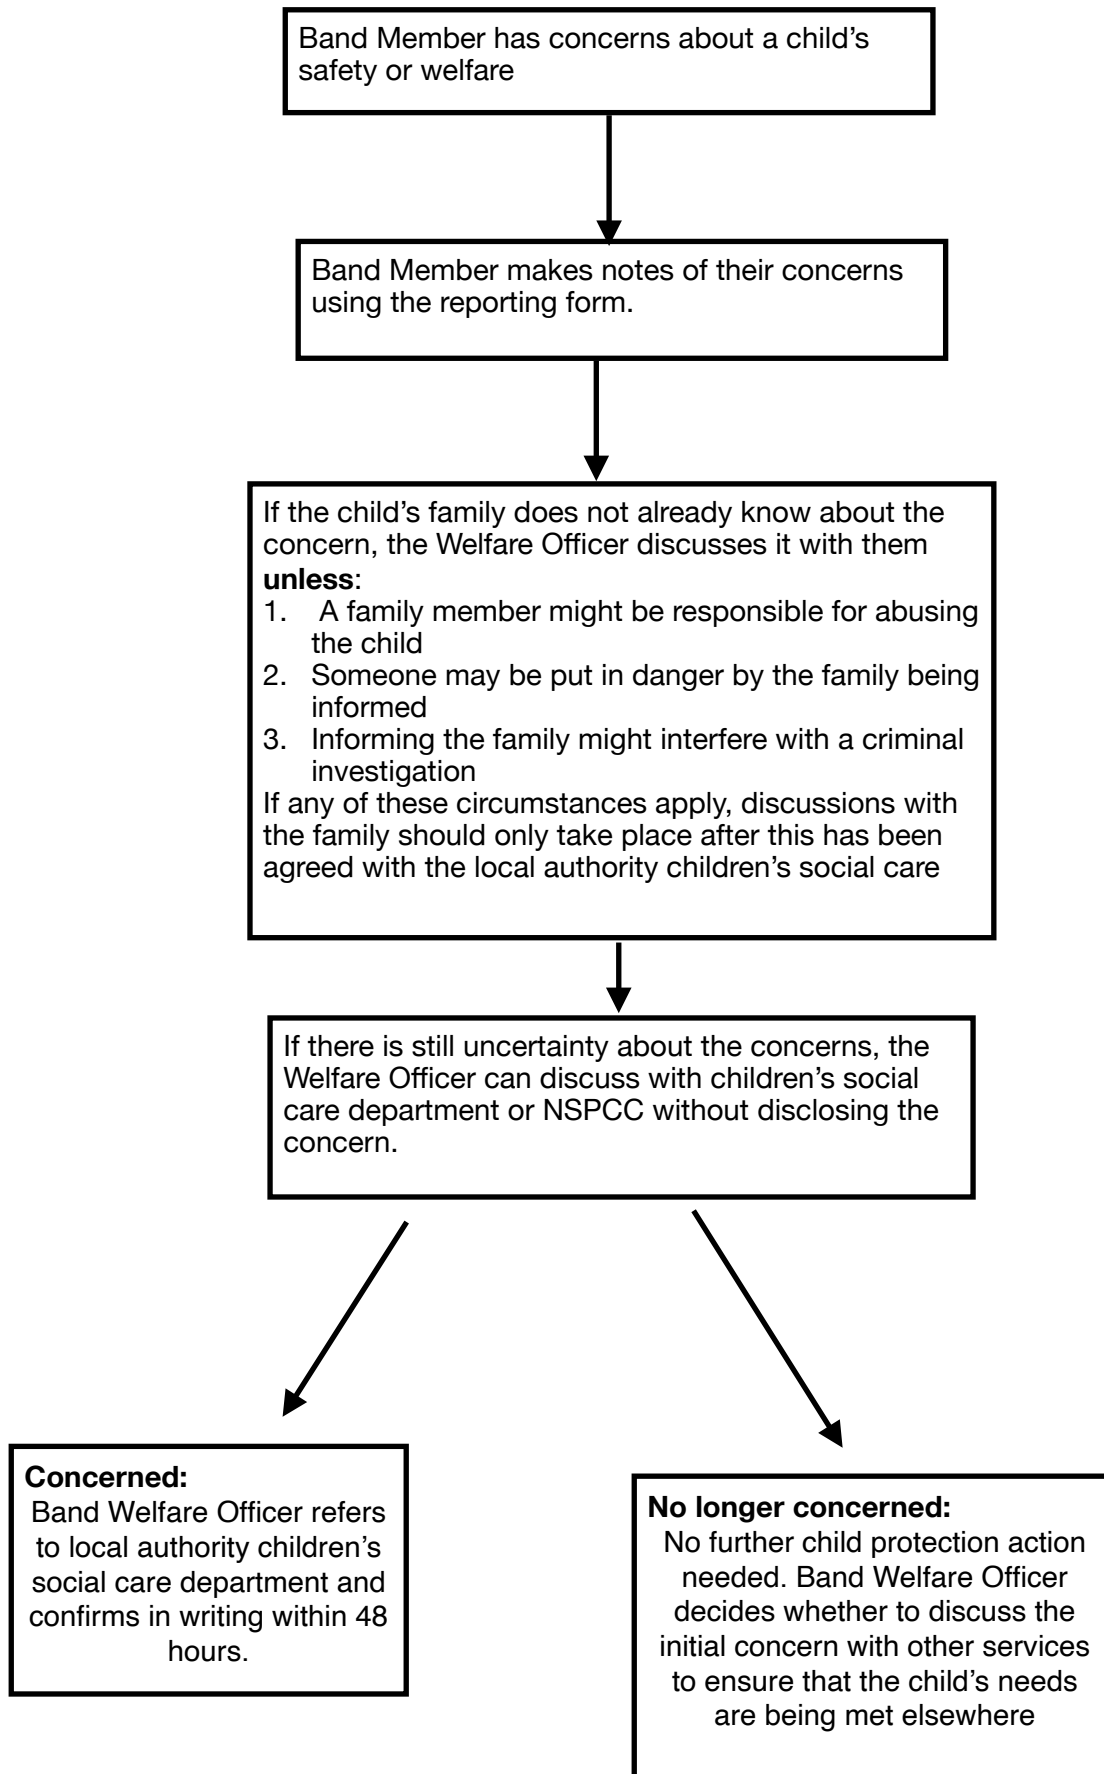 Band Member has concerns about a child’s
safety or welfare
Band Member makes notes of their concerns
using the reporting form.
If the child’s family does not already know about the
concern, the Welfare Officer discusses it with them
unless:
1. A family member might be responsible for abusing
the child
2. Someone may be put in danger by the family being
informed
3. Informing the family might interfere with a criminal
investigation
If any of these circumstances apply, discussions with
the family should only take place after this has been
agreed with the local authority children’s social care
If there is still uncertainty about the concerns, the
Welfare Officer can discuss with children’s social
care department or NSPCC without disclosing the
concern.
Concerned:
Band Welfare Officer refers
to local authority children’s
social care department and
confirms in writing within 48
hours.
No longer concerned:
No further child protection action
needed. Band Welfare Officer
decides whether to discuss the
initial concern with other services
to ensure that the child’s needs
are being met elsewhere